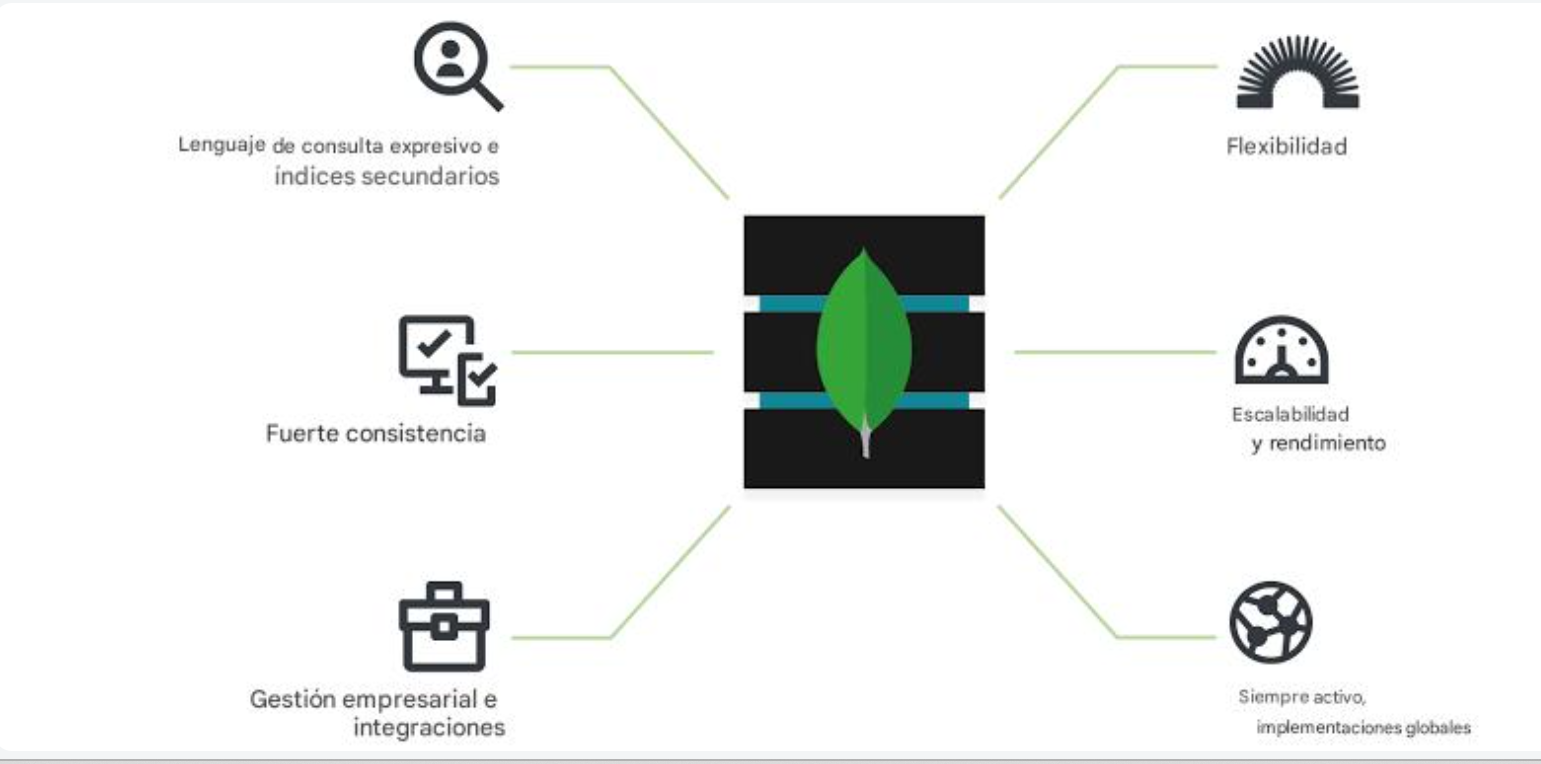 Lenguaje de consulta expresivo e
índices secundarios
Flexibilidad
Fuerte consistencia
Escalabilidad
y rendimiento
Gestión empresarial e
integraciones
Siempre activo,
implementaciones globales